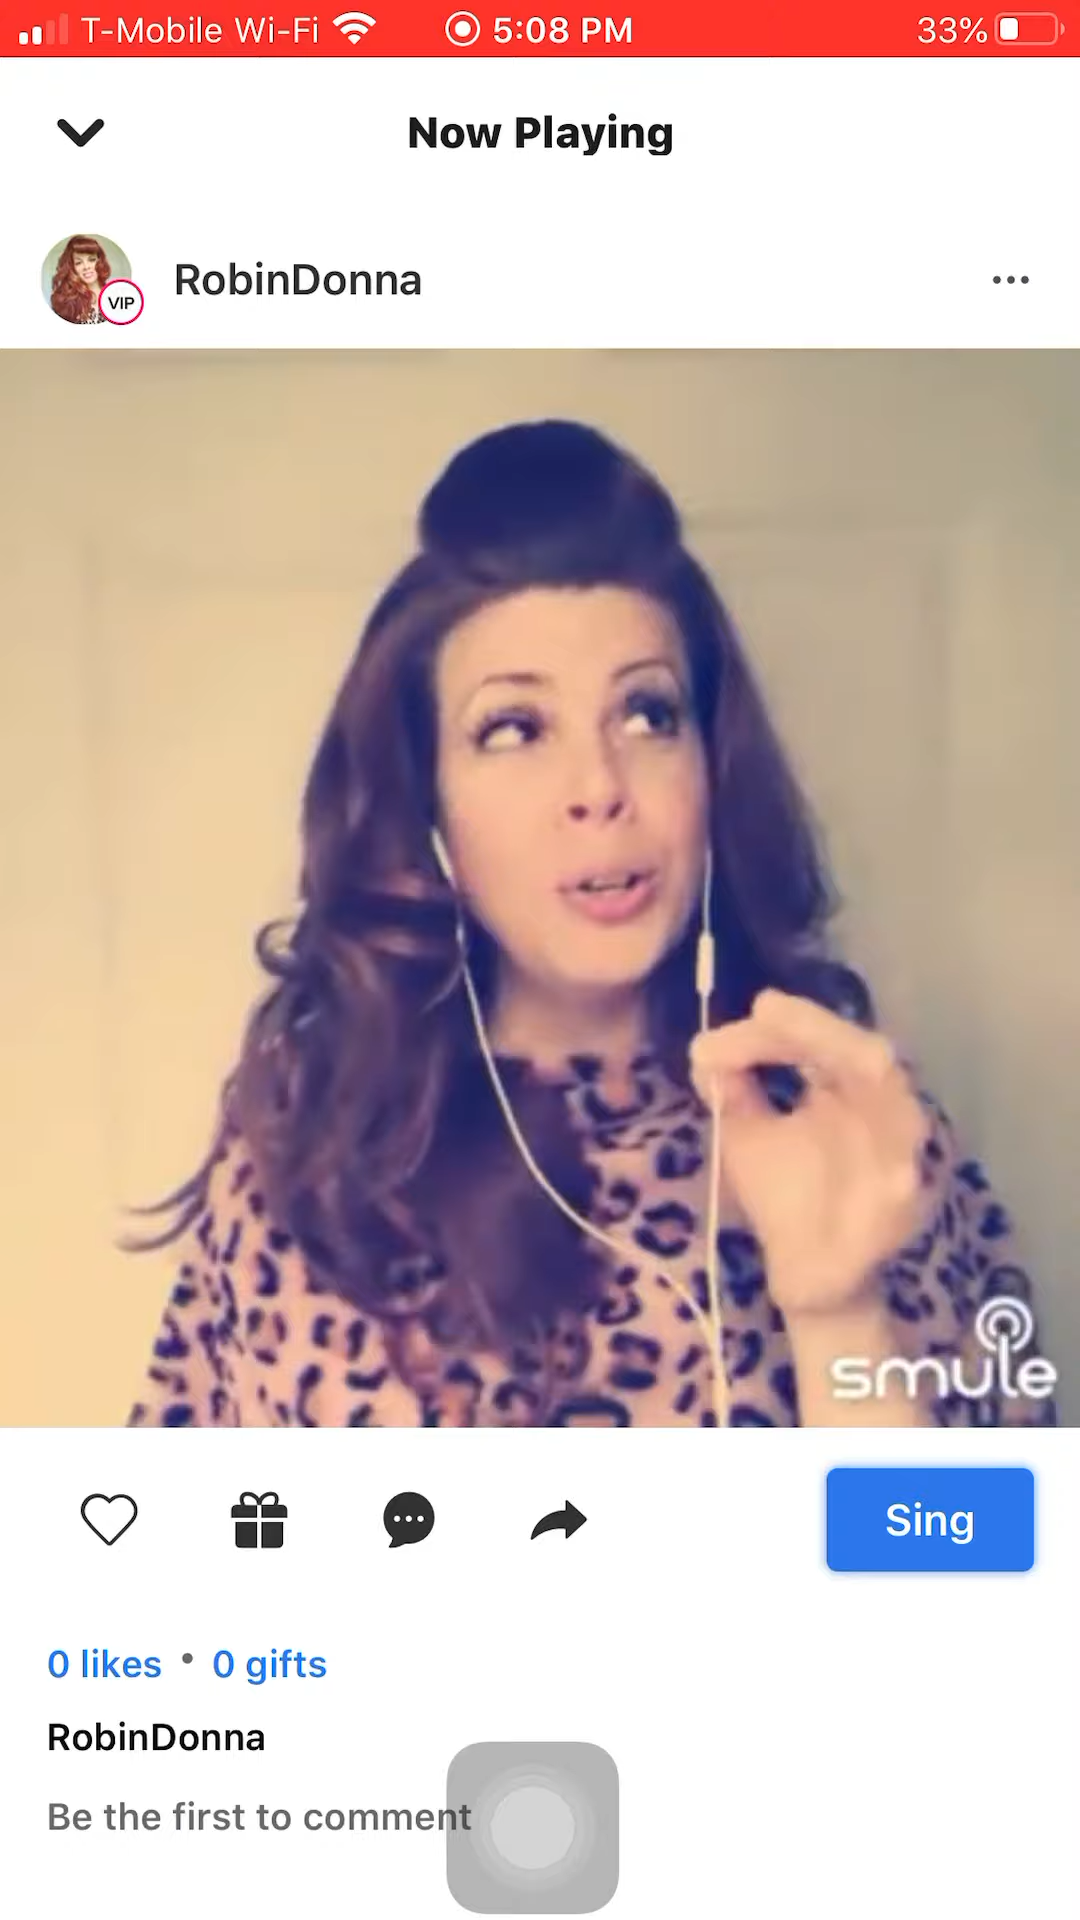 T-Mobile Wi-Fi 5:08 PM 33%
Now Playing
VIP
RobinDonna
smule
Sing
0 likes • 0 gifts
RobinDonna
Be the first to comment